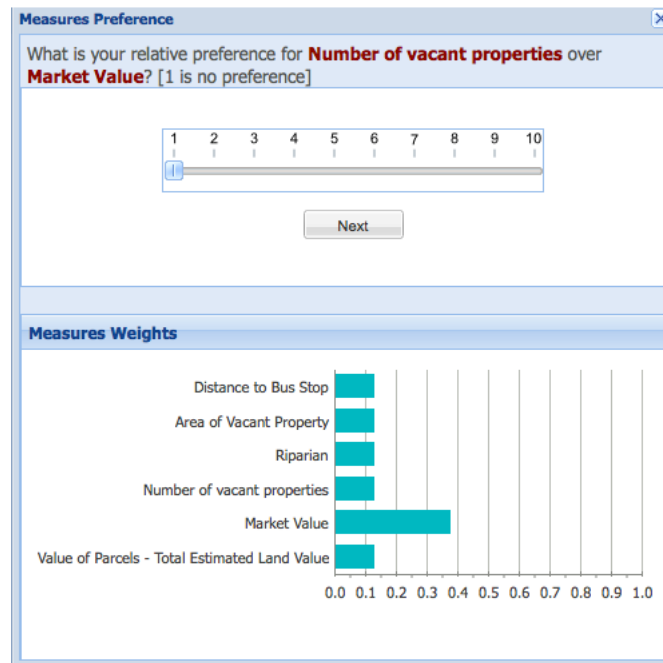 Measures Preference
What is your relative preference for Number of vacant properties over
Market Value? [1 is no preference]
1 2 3 4 5 6 7 8 9 10
Next
Measures Weights
Distance to Bus Stop
Area of Vacant Property
Riparian
Number of vacant properties
Market Value
Value of Parcels - Total Estimated Land Value
0.0 0.1 0.2 0.3 0.4 0.5 0.6 0.7 0.8 0.9 1.0